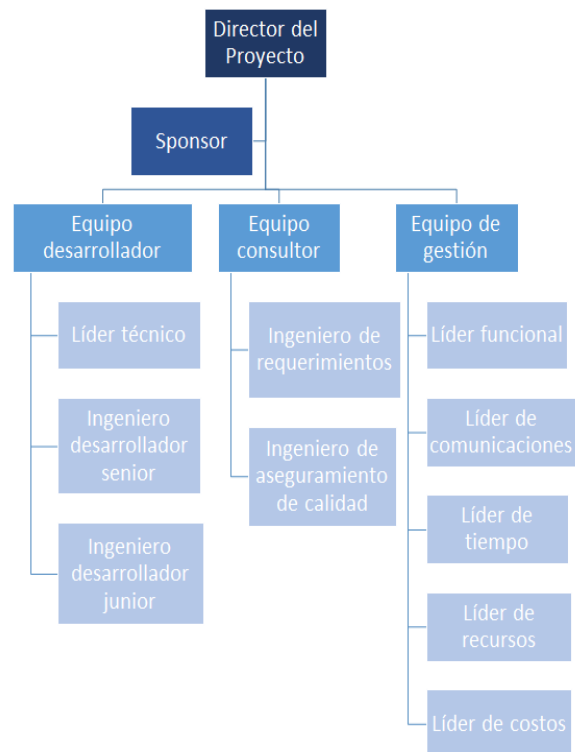 Director del
Proyecto
Sponsor
Equipo
desarrollador
Líder técnico
Ingeniero
desarrollador
senior
Ingeniero
desarrollador
junior
Equipo
consultor
Ingeniero de
requerimientos
Ingeniero de
aseguramiento
de calidad
Equipo de
gestión
Líder funcional
Líder de
comunicaciones
Líder de
tiempo
Líder de
recursos
Líder de costos